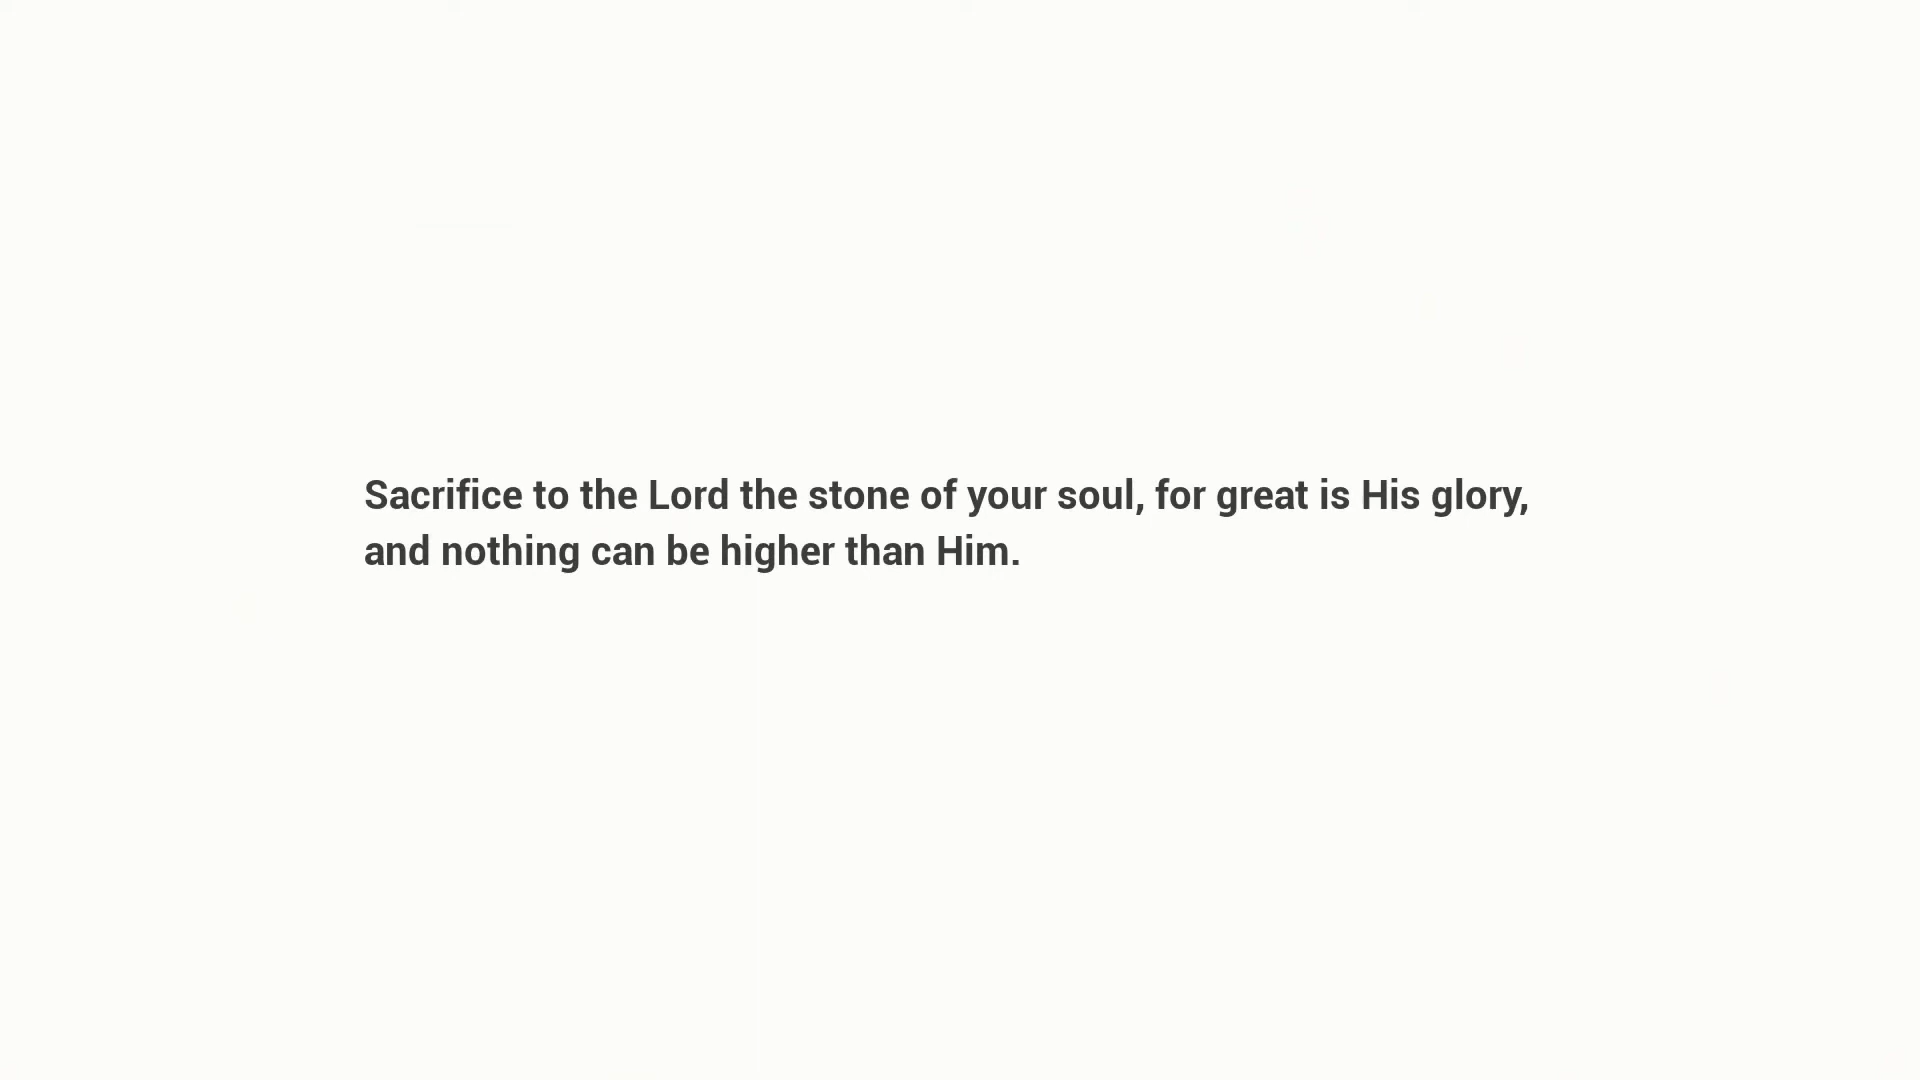 Sacrifice to the Lord the stone of your soul, for great is His glory,
and nothing can be higher than Him.